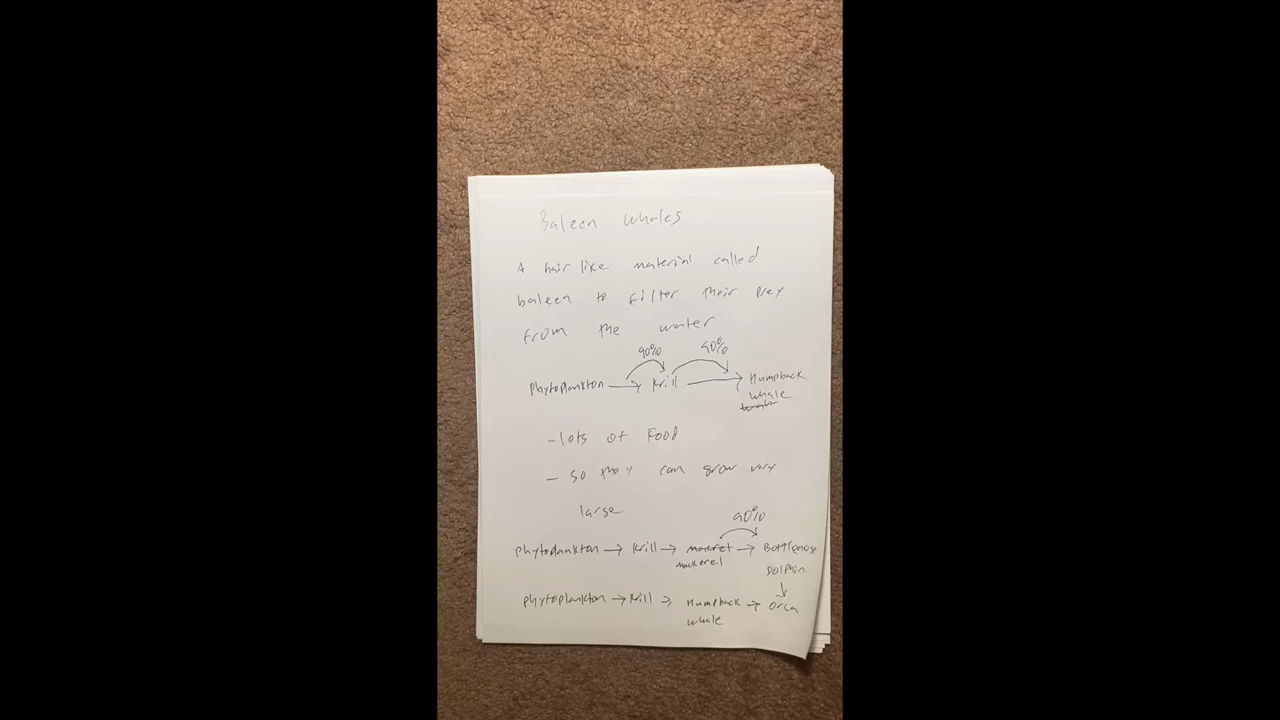 Baleen whales
A hair like material called
baleen to filter their prey
from the water
90% 90%
phytoplankton → krill → Humpback
whale
- lots of Food
- so they can grow very
large
90%
phytoplankton → krill → mackrel → Bottlenose
mackerel Dolphin
↓
phytoplankton → krill → Humpback → orca
whale